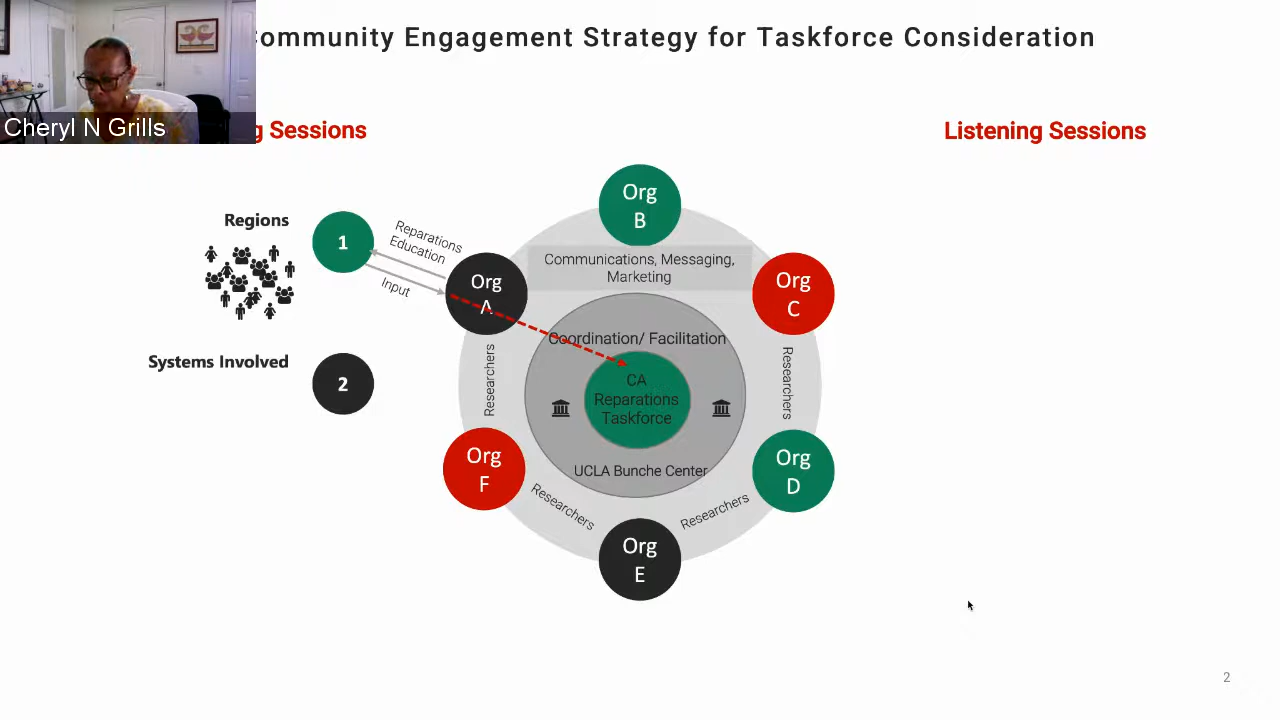 ommunity Engagement Strategy for Taskforce Consideration
Cheryl N Grills
g Sessions
Listening Sessions
Regions
1
Reparations
Education
Input
Systems Involved
2
Org
A
Org
B
Communications, Messaging,
Marketing
Org
C
Coordination/ Facilitation
CA
Reparations
Taskforce
UCLA Bunche Center
Researchers
Researchers
Org
F
Org
D
Researchers
Researchers
Org
E
2